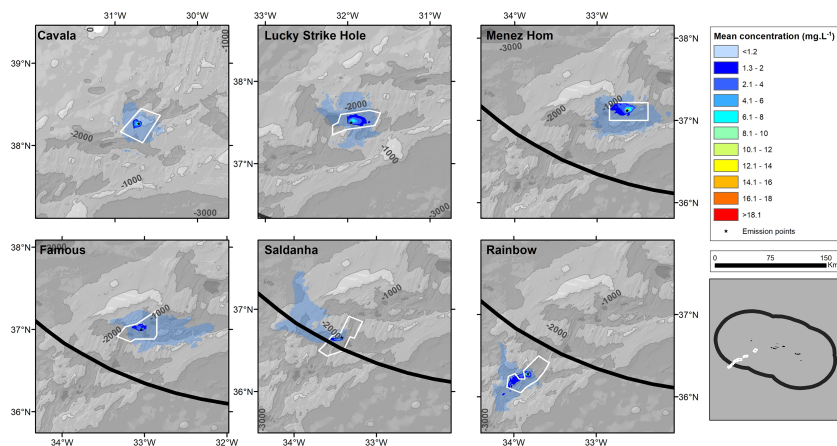 31°W 30°W
Cavala
0
-1000
39°N
-2000
38°N
-1000
-3000
33°W 32°W 31°W
Lucky Strike Hole
-2000
37°N
-1000
-3000
34°W 33°W
Menez Hom
-3000
38°N
-1000
-2000
37°N
36°N
Mean concentration (mg.L-1)
<1.2
1.3 - 2
2.1 - 4
4.1 - 6
6.1 - 8
8.1 - 10
10.1 - 12
12.1 - 14
14.1 - 16
16.1 - 18
>18.1
Emission points
38°N
Famous
-1000
-2000
37°N
36°N
34°W 33°W 32°W
Saldanha
-1000
-2000
34°W 33°W
Rainbow
-1000
-2000
37°N
36°N
-3000
34°W 33°W
0 75 150
Km